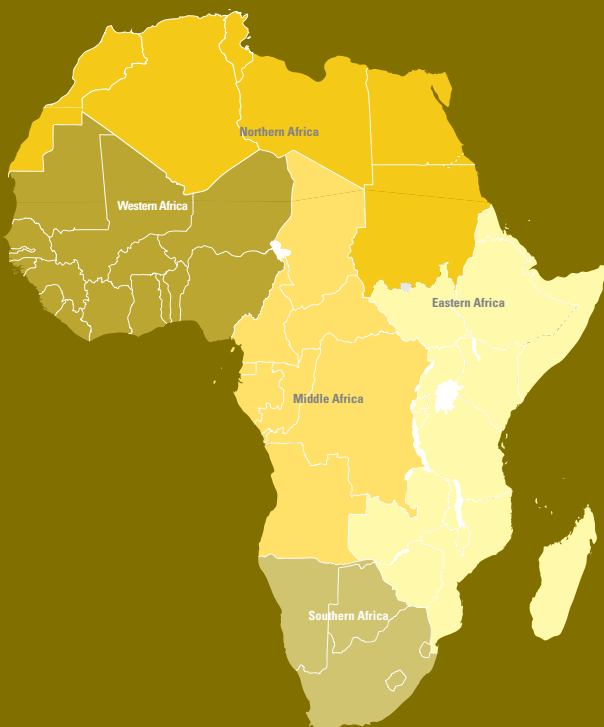 Northern Africa
Western Africa
Eastern Africa
Middle Africa
Southern Africa